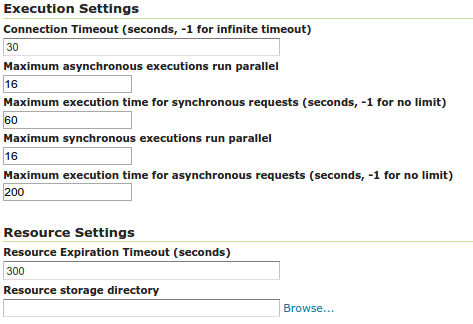 Execution Settings
Connection Timeout (seconds, -1 for infinite timeout)
30
Maximum asynchronous executions run parallel
16
Maximum execution time for synchronous requests (seconds, -1 for no limit)
60
Maximum synchronous executions run parallel
16
Maximum execution time for asynchronous requests (seconds, -1 for no limit)
200
Resource Settings
Resource Expiration Timeout (seconds)
300
Resource storage directory
Browse...